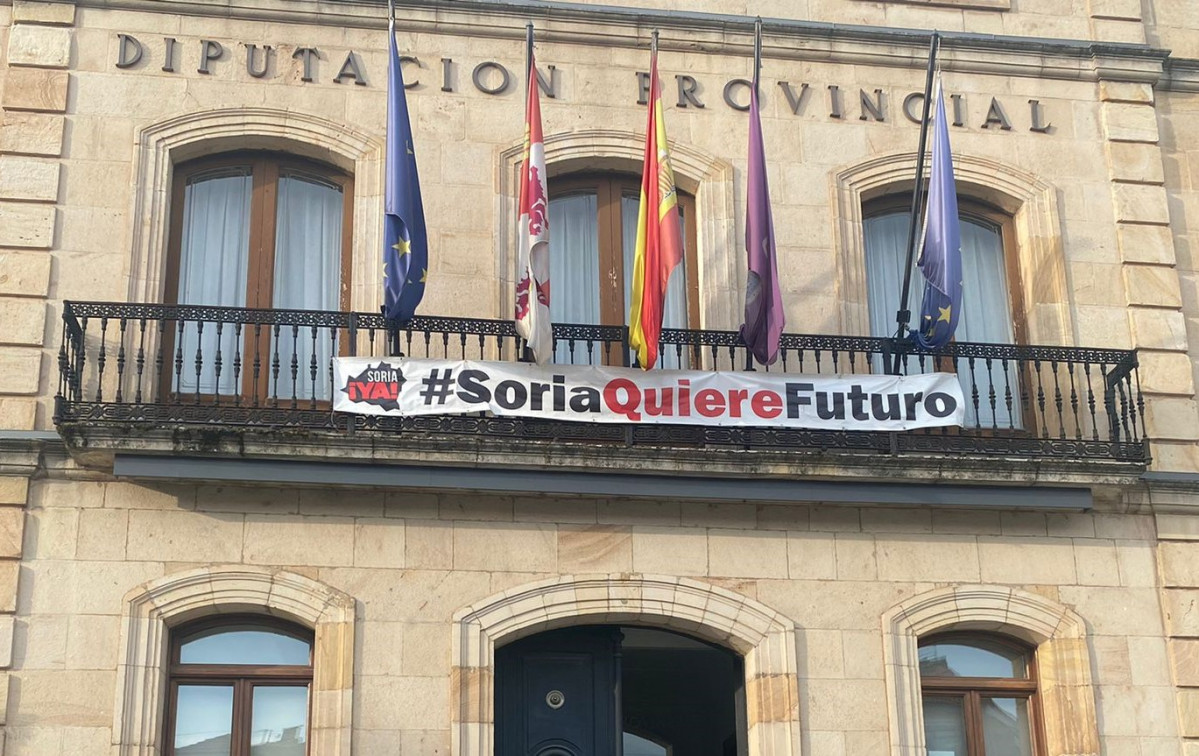 DIPUTACION PROVINCIAL
SORIA
¡YA!
#SoriaQuiereFuturo